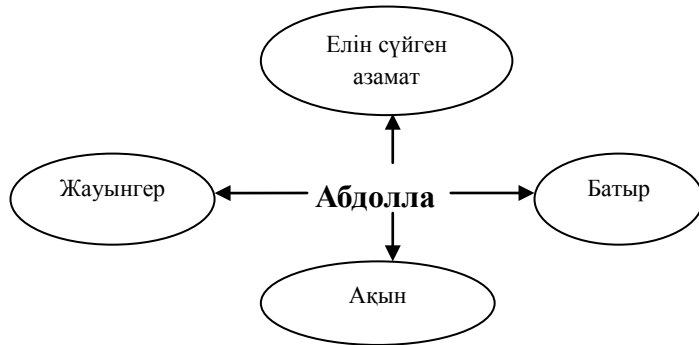 Елін сүйген
азамат
Жауынгер
Абдолла
Батыр
Ақын